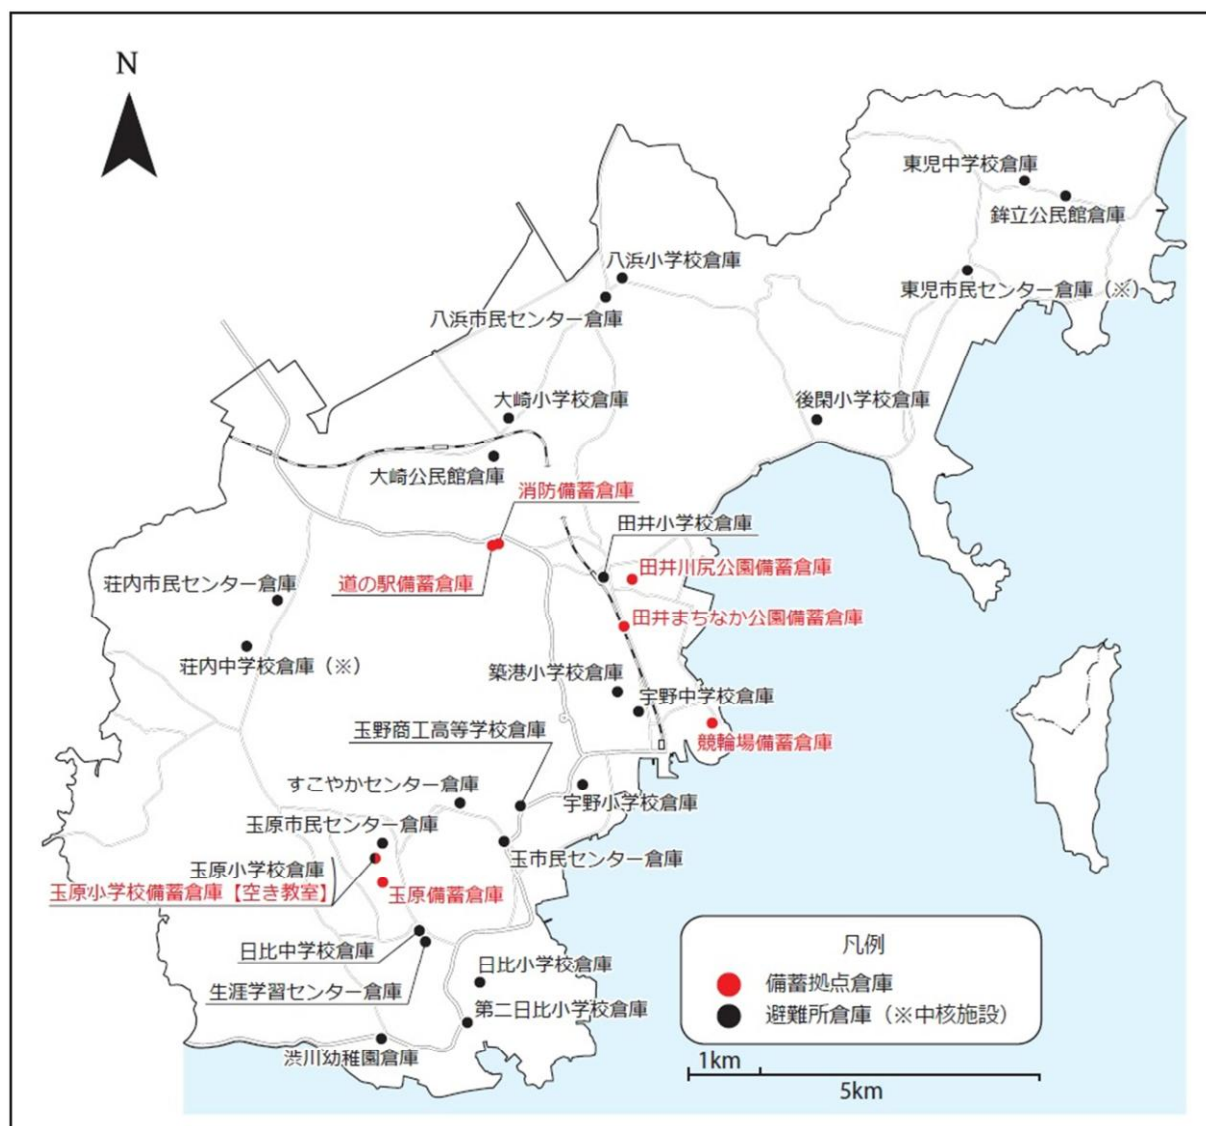 N
東児中学校倉庫
鉾立公民館倉庫
八浜小学校倉庫
東児市民センター倉庫（※）
八浜市民センター倉庫
大崎小学校倉庫
後閑小学校倉庫
大崎公民館倉庫
消防備蓄倉庫
田井小学校倉庫
荘内市民センター倉庫
道の駅備蓄倉庫
田井川尻公園備蓄倉庫
田井まちなか公園備蓄倉庫
荘内中学校倉庫（※）
築港小学校倉庫
宇野中学校倉庫
玉野商工高等学校倉庫
競輪場備蓄倉庫
すこやかセンター倉庫
宇野小学校倉庫
玉原市民センター倉庫
玉市民センター倉庫
玉原小学校倉庫
玉原小学校備蓄倉庫【空き教室】
玉原備蓄倉庫
日比中学校倉庫
日比小学校倉庫
生涯学習センター倉庫
第二日比小学校倉庫
渋川幼稚園倉庫
凡例
備蓄拠点倉庫
避難所倉庫（※中核施設）
1km
5km